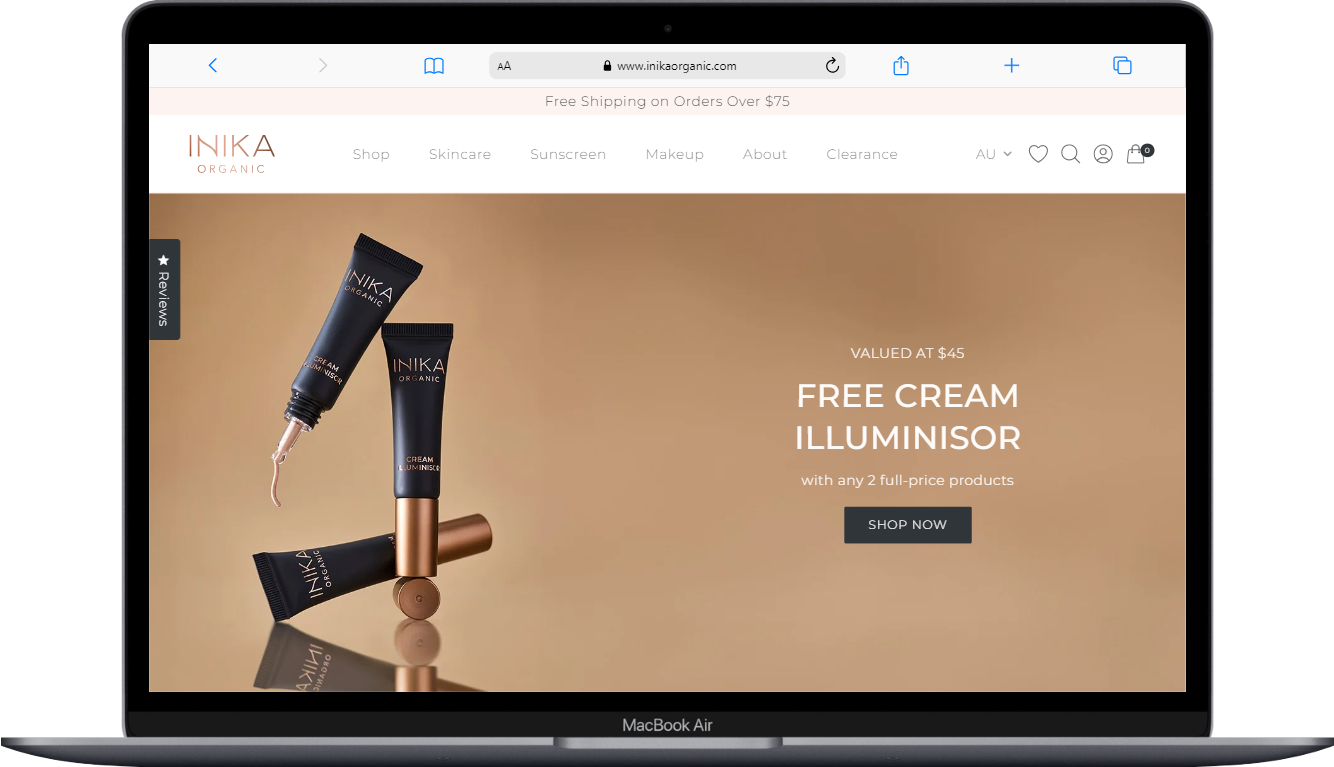 AA
www.inikaorganic.com
Free Shipping on Orders Over $75
INIKA
ORGANIC
Shop
Skincare
Sunscreen
Makeup
About
Clearance
AU
0
Reviews
INIKA
ORGANIC
CREAM
ILLUMINISOR
INIKA
ORGANIC
CREAM
ILLUMINISOR
INIKA
ORGANIC
VALUED AT $45
FREE CREAM
ILLUMINISOR
with any 2 full-price products
SHOP NOW
INIKA
ORGANIC
MacBook Air